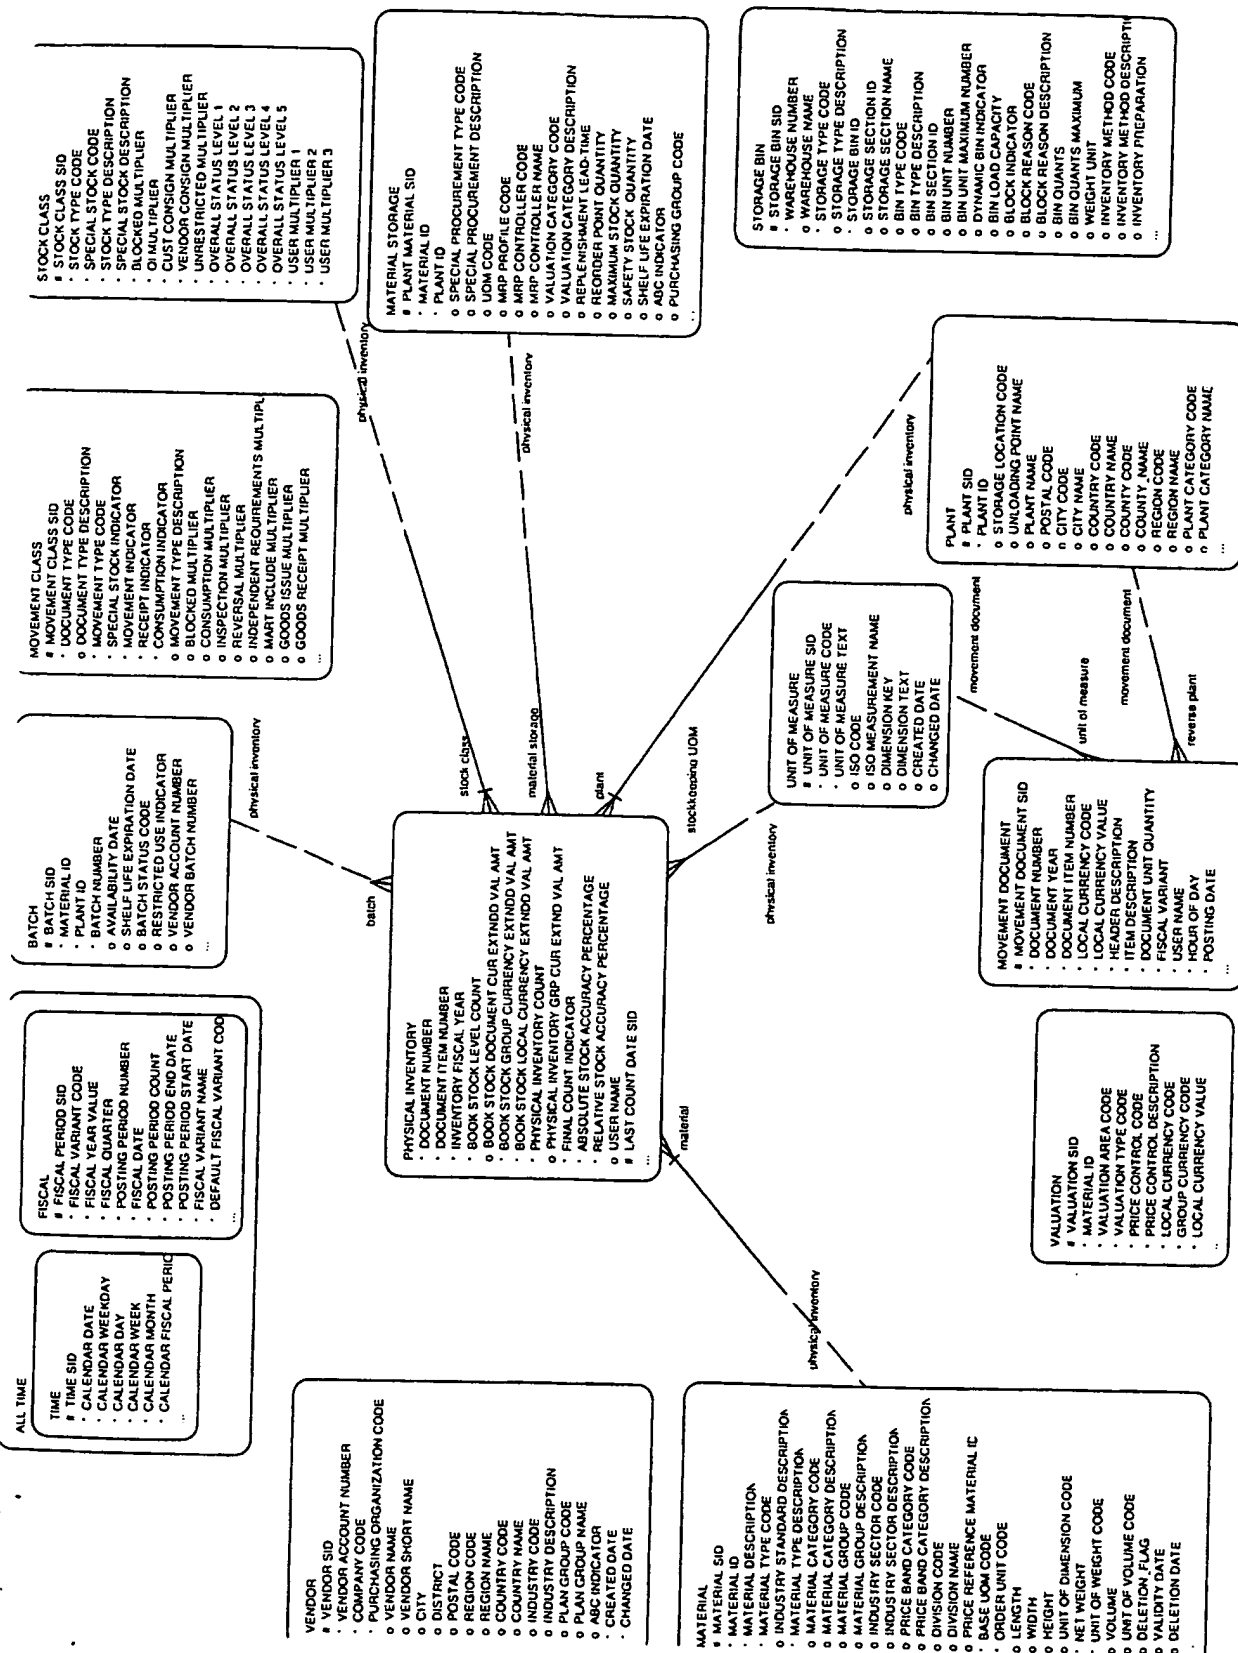 ALL TIME
TIME
# TIME SID
· CALENDAR DATE
· CALENDAR WEEKDAY
· CALENDAR DAY
· CALENDAR WEEK
· CALENDAR MONTH
· CALENDAR FISCAL PERIC
...
FISCAL
# FISCAL PERIOD SID
· FISCAL VARIANT CODE
· FISCAL YEAR VALUE
· FISCAL QUARTER
· POSTING PERIOD NUMBER
· FISCAL DATE
· POSTING PERIOD COUNT
· POSTING PERIOD END DATE
· POSTING PERIOD START DATE
· FISCAL VARIANT NAME
· DEFAULT FISCAL VARIANT COD
...
BATCH
# BATCH SID
· MATERIAL ID
· PLANT ID
· BATCH NUMBER
o AVAILABILITY DATE
o SHELF LIFE EXPIRATION DATE
o BATCH STATUS CODE
o RESTRICTED USE INDICATOR
o VENDOR ACCOUNT NUMBER
o VENDOR BATCH NUMBER
...
MOVEMENT CLASS
# MOVEMENT CLASS SID
· DOCUMENT TYPE CODE
o DOCUMENT TYPE DESCRIPTION
· MOVEMENT TYPE CODE
· SPECIAL STOCK INDICATOR
· MOVEMENT INDICATOR
· RECEIPT INDICATOR
· CONSUMPTION INDICATOR
o MOVEMENT TYPE DESCRIPTION
o BLOCKED MULTIPLIER
o CONSUMPTION MULTIPLIER
o INSPECTION MULTIPLIER
o REVERSAL MULTIPLIER
o INDEPENDENT REQUIREMENTS MULTIPL
o MART INCLUDE MULTIPLIER
o GOODS ISSUE MULTIPLIER
o GOODS RECEIPT MULTIPLIER
...
STOCK CLASS
# STOCK CLASS SID
· STOCK TYPE CODE
· SPECIAL STOCK CODE
· STOCK TYPE DESCRIPTION
· SPECIAL STOCK DESCRIPTION
· BLOCKED MULTIPLIER
· QI MULTIPLIER
· CUST CONSIGN MULTIPLIER
· VENDOR CONSIGN MULTIPLIER
· UNRESTRICTED MULTIPLIER
· OVERALL STATUS LEVEL 1
· OVERALL STATUS LEVEL 2
· OVERALL STATUS LEVEL 3
· OVERALL STATUS LEVEL 4
· OVERALL STATUS LEVEL 5
· USER MULTIPLIER 1
· USER MULTIPLIER 2
· USER MULTIPLIER 3
physical inventory
batch
physical inventory
stock class
VENDOR
# VENDOR SID
· VENDOR ACCOUNT NUMBER
· COMPANY CODE
· PURCHASING ORGANIZATION CODE
o VENDOR NAME
o VENDOR SHORT NAME
o CITY
o DISTRICT
o POSTAL CODE
o REGION CODE
o REGION NAME
o COUNTRY CODE
o COUNTRY NAME
o INDUSTRY CODE
o INDUSTRY DESCRIPTION
o PLAN GROUP CODE
o PLAN GROUP NAME
o ABC INDICATOR
· CREATED DATE
· CHANGED DATE
PHYSICAL INVENTORY
· DOCUMENT NUMBER
· DOCUMENT ITEM NUMBER
· INVENTORY FISCAL YEAR
· BOOK STOCK LEVEL COUNT
o BOOK STOCK DOCUMENT CUR EXTNDD VAL AMT
· BOOK STOCK GROUP CURRENCY EXTNDD VAL AMT
· BOOK STOCK LOCAL CURRENCY EXTNDD VAL AMT
· PHYSICAL INVENTORY COUNT
o PHYSICAL INVENTORY GRP CUR EXTND VAL AMT
· FINAL COUNT INDICATOR
· ABSOLUTE STOCK ACCURACY PERCENTAGE
· RELATIVE STOCK ACCURACY PERCENTAGE
o USER NAME
# LAST COUNT DATE SID
...
MATERIAL STORAGE
# PLANT MATERIAL SID
· MATERIAL ID
· PLANT ID
o SPECIAL PROCUREMENT TYPE CODE
o SPECIAL PROCUREMENT DESCRIPTION
o UOM CODE
o MRP PROFILE CODE
o MRP CONTROLLER CODE
o MRP CONTROLLER NAME
o VALUATION CATEGORY CODE
o VALUATION CATEGORY DESCRIPTION
o REPLENISHMENT LEAD-TIME
o REORDER POINT QUANTITY
o MAXIMUM STOCK QUANTITY
o SAFETY STOCK QUANTITY
o SHELF LIFE EXPIRATION DATE
o ABC INDICATOR
o PURCHASING GROUP CODE
...
physical inventory
material storage
plant
physical inventory
stockkeeping UOM
physical inventory
material
physical inventory
MATERIAL
# MATERIAL SID
· MATERIAL ID
· MATERIAL DESCRIPTION
· MATERIAL TYPE CODE
o INDUSTRY STANDARD DESCRIPTION
· MATERIAL TYPE DESCRIPTION
o MATERIAL CATEGORY CODE
o MATERIAL CATEGORY DESCRIPTION
o MATERIAL GROUP CODE
o MATERIAL GROUP DESCRIPTION
o INDUSTRY SECTOR CODE
o INDUSTRY SECTOR DESCRIPTION
o PRICE BAND CATEGORY CODE
o PRICE BAND CATEGORY DESCRIPTION
o DIVISION CODE
o DIVISION NAME
o PRICE REFERENCE MATERIAL IC
· BASE UOM CODE
· ORDER UNIT CODE
o LENGTH
o WIDTH
o HEIGHT
o UNIT OF DIMENSION CODE
· NET WEIGHT
· UNIT OF WEIGHT CODE
o VOLUME
o UNIT OF VOLUME CODE
o DELETION_FLAG
o VALIDITY DATE
o DELETION DATE
UNIT OF MEASURE
# UNIT OF MEASURE SID
· UNIT OF MEASURE CODE
· UNIT OF MEASURE TEXT
o ISO CODE
o ISO MEASUREMENT NAME
o DIMENSION KEY
o DIMENSION TEXT
o CREATED DATE
o CHANGED DATE
STORAGE BIN
# STORAGE BIN SID
· WAREHOUSE NUMBER
o WAREHOUSE NAME
· STORAGE TYPE CODE
o STORAGE TYPE DESCRIPTION
· STORAGE BIN ID
o STORAGE SECTION ID
o STORAGE SECTION NAME
o BIN TYPE CODE
o BIN TYPE DESCRIPTION
o BIN SECTION ID
o BIN UNIT NUMBER
o BIN UNIT MAXIMUM NUMBER
o DYNAMIC BIN INDICATOR
o BIN LOAD CAPACITY
o BLOCK INDICATOR
o BLOCK REASON CODE
o BLOCK REASON DESCRIPTION
o BIN QUANTS
o BIN QUANTS MAXIMUM
o WEIGHT UNIT
o INVENTORY METHOD CODE
o INVENTORY METHOD DESCRIPTI
o INVENTORY PREPARATION
...
PLANT
# PLANT SID
· PLANT ID
o STORAGE LOCATION CODE
o UNLOADING POINT NAME
o PLANT NAME
o POSTAL CODE
o CITY CODE
o CITY NAME
o COUNTRY CODE
o COUNTRY NAME
o COUNTY CODE
o COUNTY_NAME
o REGION CODE
o REGION NAME
o PLANT CATEGORY CODE
o PLANT CATEGORY NAME
...
movement document
unit of measure
movement document
reverse plant
MOVEMENT DOCUMENT
# MOVEMENT DOCUMENT SID
· DOCUMENT NUMBER
· DOCUMENT YEAR
· DOCUMENT ITEM NUMBER
· LOCAL CURRENCY CODE
· LOCAL CURRENCY VALUE
· HEADER DESCRIPTION
· ITEM DESCRIPTION
· DOCUMENT UNIT QUANTITY
· FISCAL VARIANT
· USER NAME
· HOUR OF DAY
· POSTING DATE
...
VALUATION
# VALUATION SID
· MATERIAL ID
· VALUATION AREA CODE
· VALUATION TYPE CODE
· PRICE CONTROL CODE
· PRICE CONTROL DESCRIPTION
· LOCAL CURRENCY CODE
· GROUP CURRENCY CODE
· LOCAL CURRENCY VALUE
...